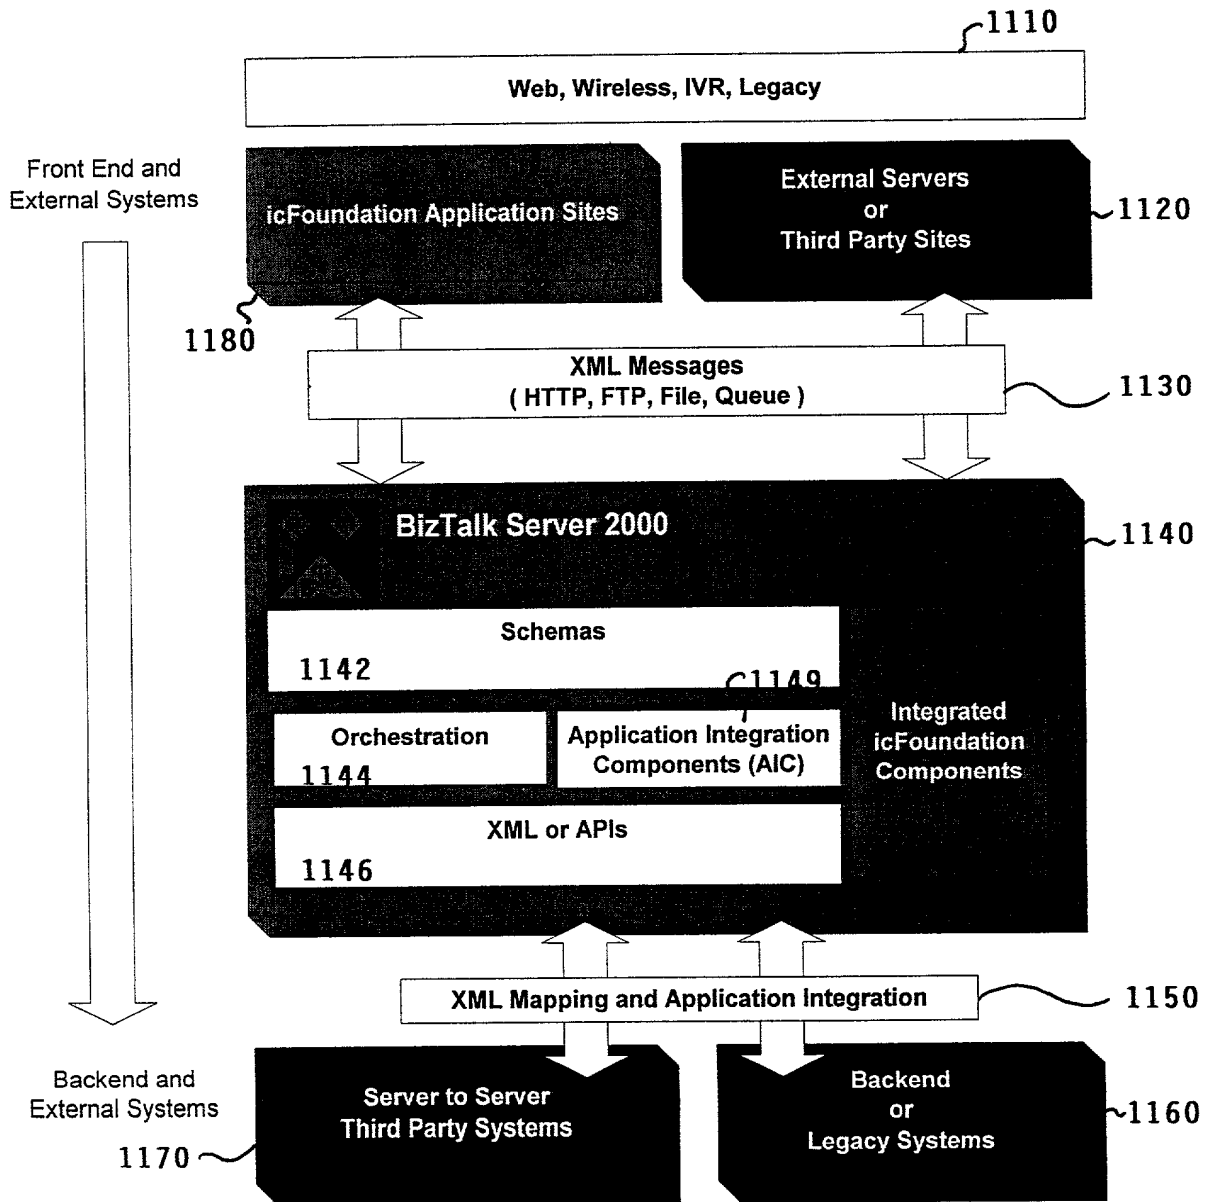 1110
Web, Wireless, IVR, Legacy
Front End and
External Systems
icFoundation Application Sites
External Servers
or
Third Party Sites
1120
1180
XML Messages
( HTTP, FTP, File, Queue )
1130
BizTalk Server 2000
1140
Schemas
1142
1149
Orchestration
1144
Application Integration
Components (AIC)
Integrated
icFoundation
Components
XML or APIs
1146
XML Mapping and Application Integration
1150
Backend and
External Systems
Server to Server
Third Party Systems
1170
Backend
or
Legacy Systems
1160